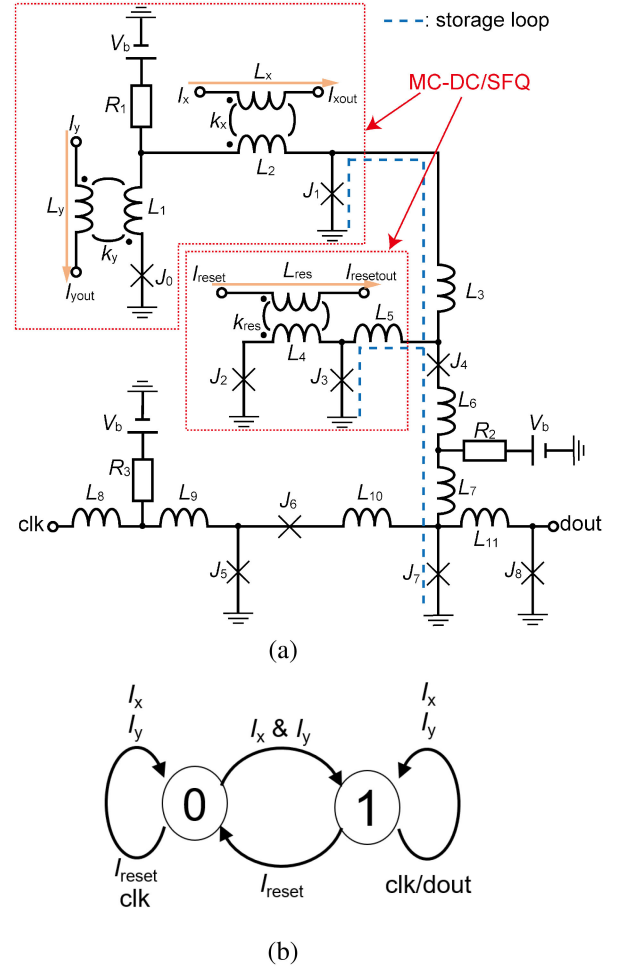 (a)
: storage loop
V_b
L_x
MC-DC/SFQ
I_x
I_xout
R_1
k_x
I_y
L_2
J_1
L_y
L_1
k_y
J_0
I_yout
I_reset
L_res
I_resetout
L_3
k_res
L_5
L_4
J_4
J_2
J_3
L_6
V_b
V_b
R_2
R_3
L_7
L_8
L_9
J_6
L_10
clk
dout
L_11
J_5
J_7
J_8
(a)
I_x
I_y
I_x & I_y
I_x
I_y
0
1
I_reset
clk
I_reset
clk/dout
(b)